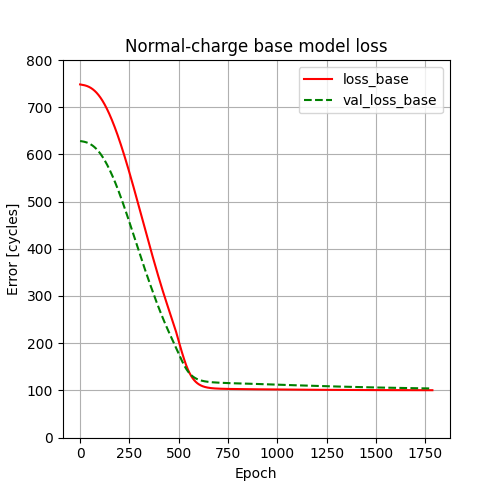 Normal-charge base model loss
loss_base
val_loss_base
Error [cycles]
800
700
600
500
400
300
200
100
0
0 250 500 750 1000 1250 1500 1750
Epoch